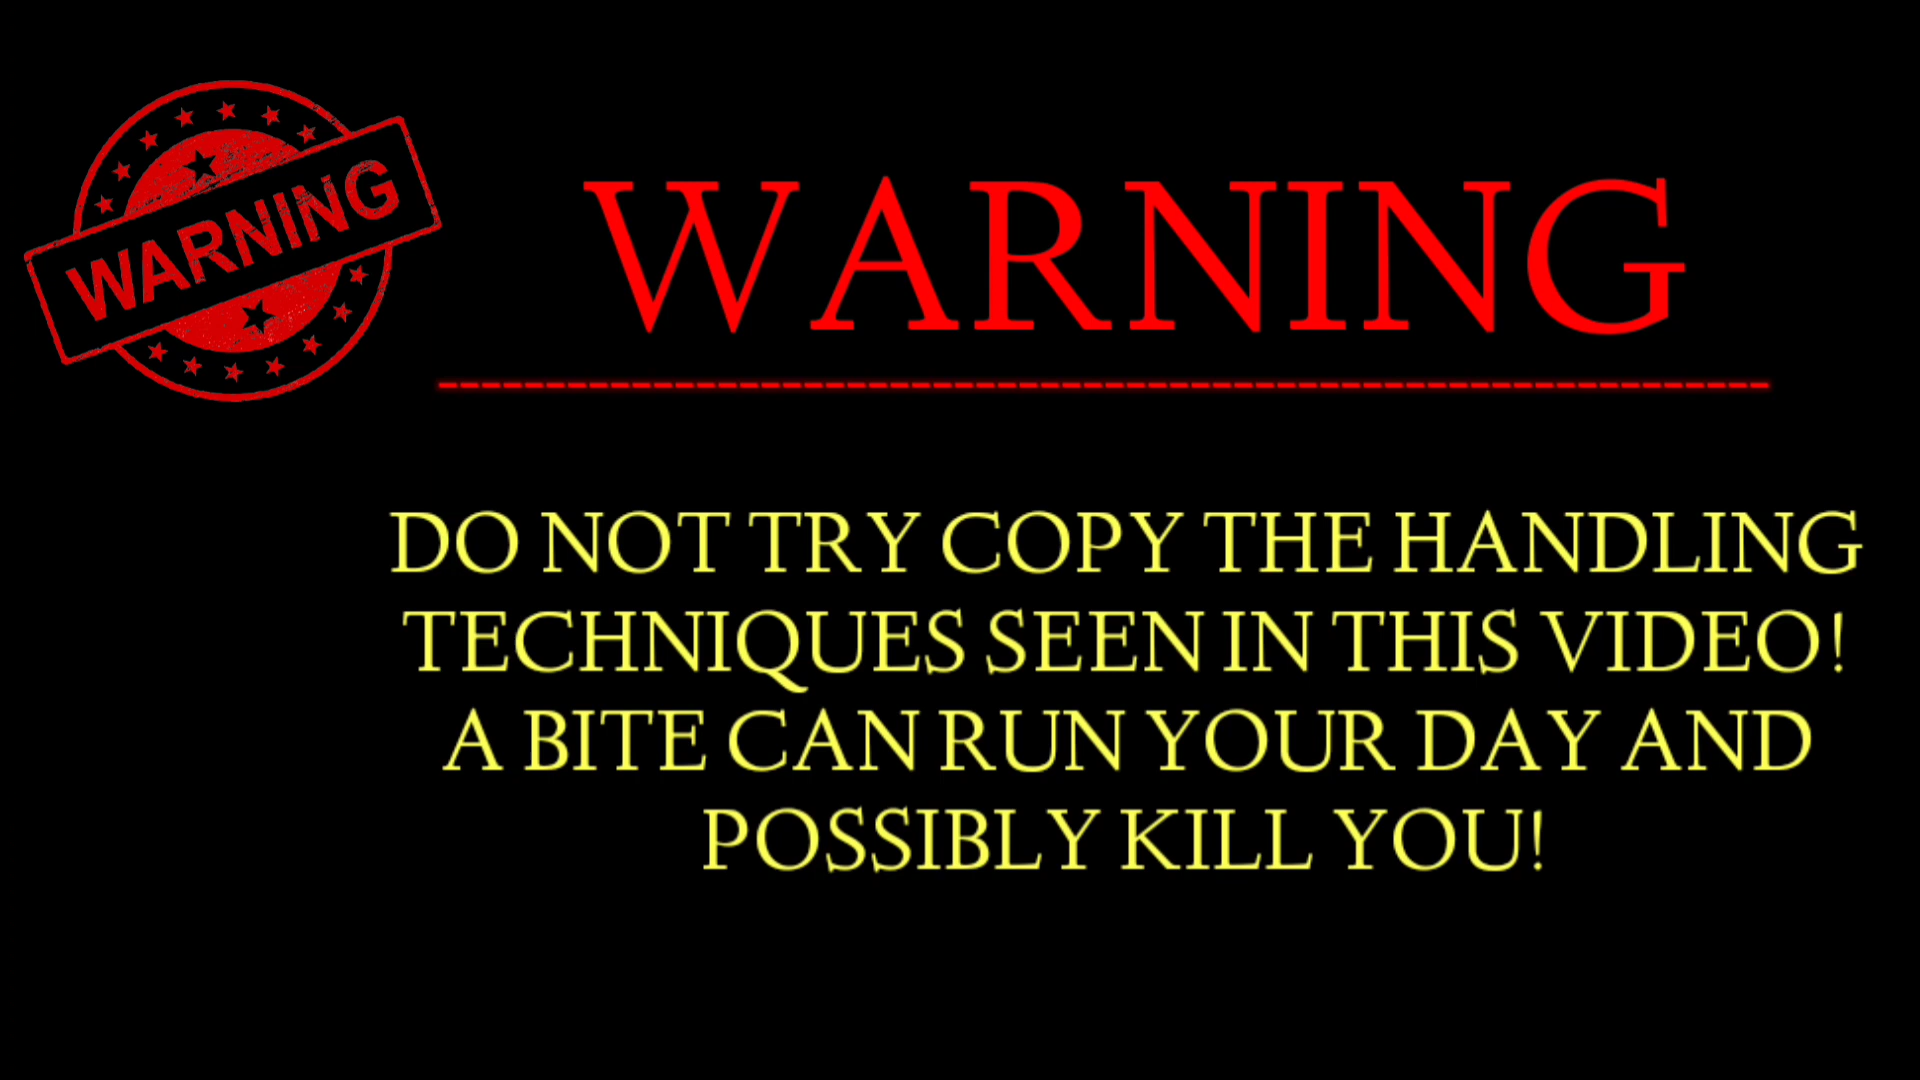 WARNING
WARNING
--------------------------------------------------------------
DO NOT TRY COPY THE HANDLING
TECHNIQUES SEEN IN THIS VIDEO!
A BITE CAN RUN YOUR DAY AND
POSSIBLY KILL YOU!